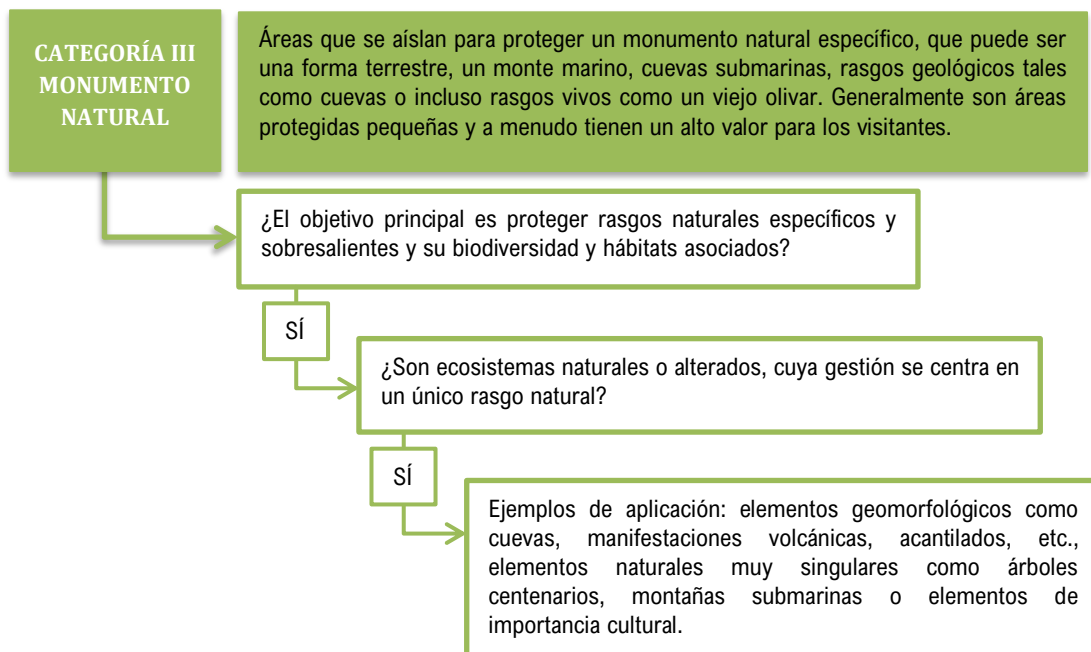 CATEGORÍA III
MONUMENTO
NATURAL
Áreas que se aíslan para proteger un monumento natural específico, que puede ser
una forma terrestre, un monte marino, cuevas submarinas, rasgos geológicos tales
como cuevas o incluso rasgos vivos como un viejo olivar. Generalmente son áreas
protegidas pequeñas y a menudo tienen un alto valor para los visitantes.
¿El objetivo principal es proteger rasgos naturales específicos y
sobresalientes y su biodiversidad y hábitats asociados?
SÍ
¿Son ecosistemas naturales o alterados, cuya gestión se centra en
un único rasgo natural?
SÍ
Ejemplos de aplicación: elementos geomorfológicos como
cuevas, manifestaciones volcánicas, acantilados, etc.,
elementos naturales muy singulares como árboles
centenarios, montañas submarinas o elementos de
importancia cultural.